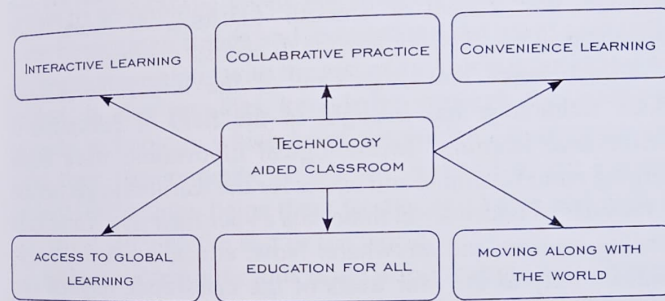 INTERACTIVE LEARNING
COLLABRATIVE PRACTICE
CONVENIENCE LEARNING
TECHNOLOGY
AIDED CLASSROOM
ACCESS TO GLOBAL
LEARNING
EDUCATION FOR ALL
MOVING ALONG WITH
THE WORLD